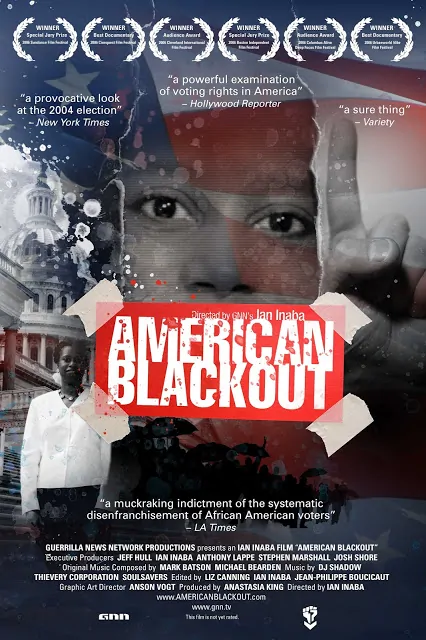 WINNER
Special Jury Prize
2006 Sundance Film Festival
WINNER
Best Documentary
WINNER
Audience Award
2006 Cleveland International
Film Festival
WINNER
Special Jury Prize
2006 Boston Independent
Film Festival
WINNER
Audience Award
2006 Columbia Alive
Deep Focus Film Festival
WINNER
Best Documentary
Film Festival
"a provocative look
at the 2004 election"
– New York Times
"a powerful examination
of voting rights in America"
– Hollywood Reporter
"a sure thing"
– Variety
Directed by GNN's Ian Inaba
AMERICAN
BLACKOUT
"a muckraking indictment of the systematic
disenfranchisement of African American voters"
– LA Times
GUERRILLA NEWS NETWORK PRODUCTIONS presents an IAN INABA FILM "AMERICAN BLACKOUT"
Executive Producers JEFF HULL IAN INABA ANTHONY LAPPE STEPHEN MARSHALL JOSH SHORE
Original Music Composed by MARK BATSON MICHAEL BEARDEN Music by DJ SHADOW
THIEVERY CORPORATION SOULSAVERS Edited by LIZ CANNING IAN INABA JEAN-PHILIPPE BOUCICAUT
Graphic Art Director ANSON VOGT Produced by ANASTASIA KING Directed by IAN INABA
www.AMERICANBLACKOUT.com
www.gnn.tv
GNN
This film is not yet rated.